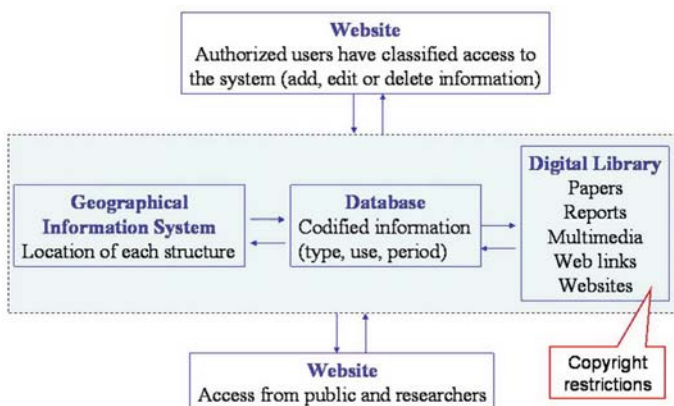 Website
Authorized users have classified access to
the system (add, edit or delete information)
Geographical
Information System
Location of each structure
Database
Codified information
(type, use, period)
Digital Library
Papers
Reports
Multimedia
Web links
Websites
Copyright
restrictions
Website
Access from public and researchers